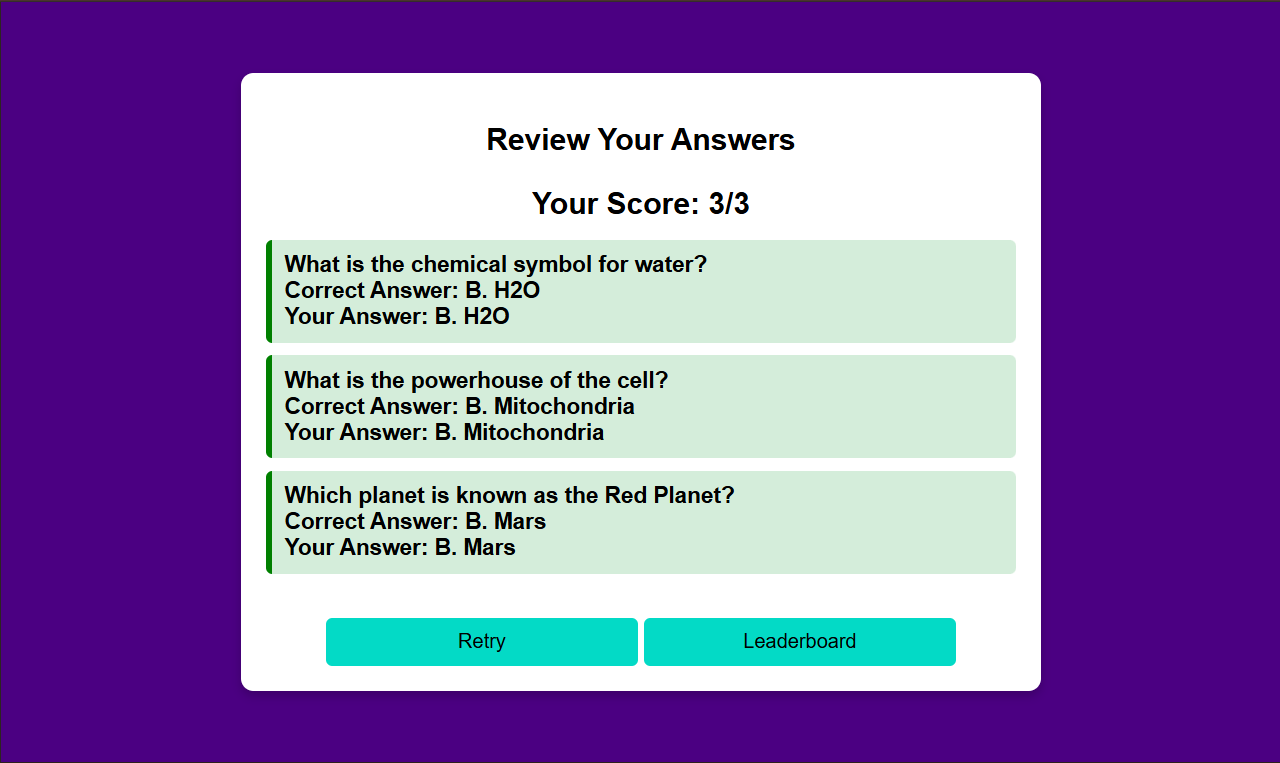 Review Your Answers
Your Score: 3/3
What is the chemical symbol for water?
Correct Answer: B. H2O
Your Answer: B. H2O
What is the powerhouse of the cell?
Correct Answer: B. Mitochondria
Your Answer: B. Mitochondria
Which planet is known as the Red Planet?
Correct Answer: B. Mars
Your Answer: B. Mars
Retry
Leaderboard